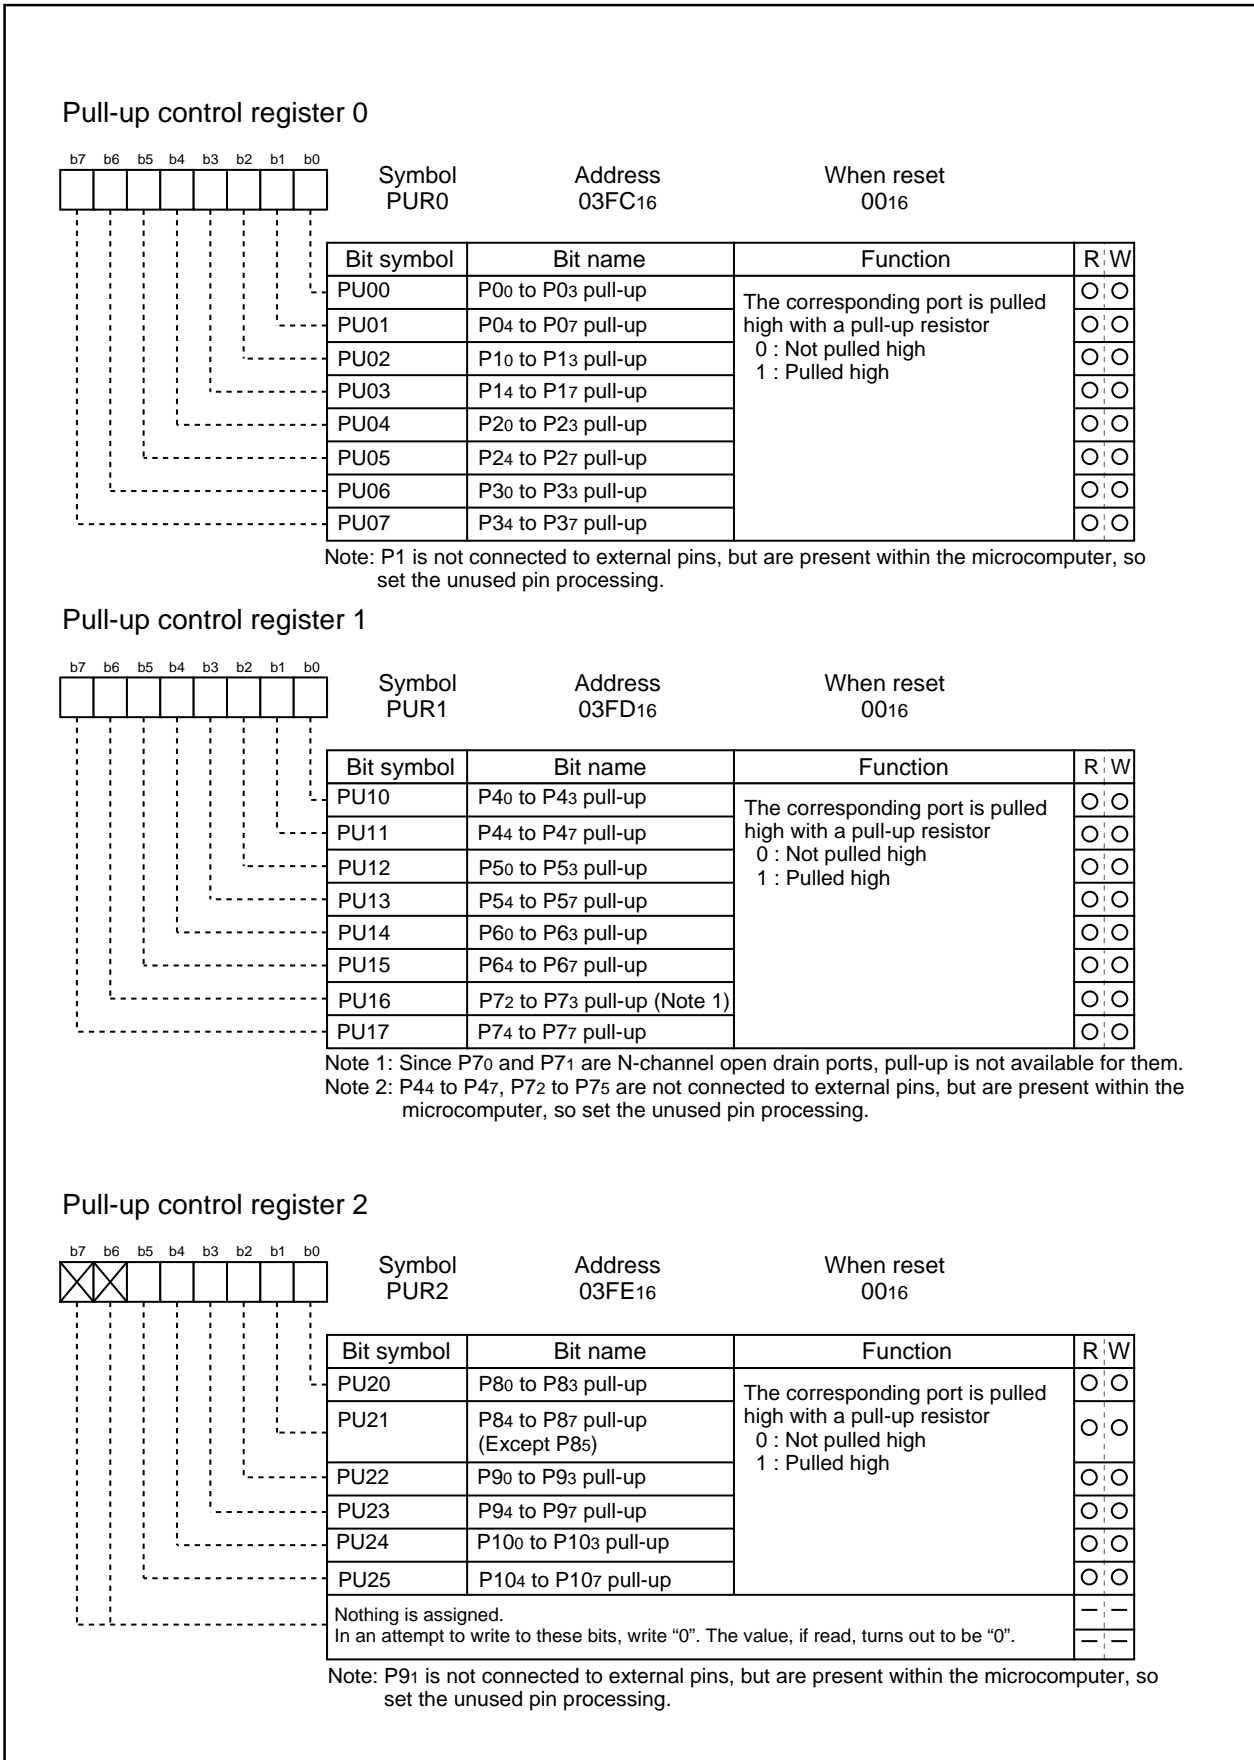 Pull-up control register 0
b7 b6 b5 b4 b3 b2 b1 b0
Symbol Address When reset
PUR0 03FC16 0016
Bit symbol Bit name Function R W
PU00 P00 to P03 pull-up
PU01 P04 to P07 pull-up
PU02 P10 to P13 pull-up
PU03 P14 to P17 pull-up
PU04 P20 to P23 pull-up
PU05 P24 to P27 pull-up
PU06 P30 to P33 pull-up
PU07 P34 to P37 pull-up
The corresponding port is pulled
high with a pull-up resistor
0 : Not pulled high
1 : Pulled high
Note: P1 is not connected to external pins, but are present within the microcomputer, so
set the unused pin processing.
Pull-up control register 1
b7 b6 b5 b4 b3 b2 b1 b0
Symbol Address When reset
PUR1 03FD16 0016
Bit symbol Bit name Function R W
PU10 P40 to P43 pull-up
PU11 P44 to P47 pull-up
PU12 P50 to P53 pull-up
PU13 P54 to P57 pull-up
PU14 P60 to P63 pull-up
PU15 P64 to P67 pull-up
PU16 P72 to P73 pull-up (Note 1)
PU17 P74 to P77 pull-up
The corresponding port is pulled
high with a pull-up resistor
0 : Not pulled high
1 : Pulled high
Note 1: Since P70 and P71 are N-channel open drain ports, pull-up is not available for them.
Note 2: P44 to P47, P72 to P75 are not connected to external pins, but are present within the
microcomputer, so set the unused pin processing.
Pull-up control register 2
b7 b6 b5 b4 b3 b2 b1 b0
Symbol Address When reset
PUR2 03FE16 0016
Bit symbol Bit name Function R W
PU20 P80 to P83 pull-up
PU21 P84 to P87 pull-up
(Except P85)
PU22 P90 to P93 pull-up
PU23 P94 to P97 pull-up
PU24 P100 to P103 pull-up
PU25 P104 to P107 pull-up
The corresponding port is pulled
high with a pull-up resistor
0 : Not pulled high
1 : Pulled high
Nothing is assigned.
In an attempt to write to these bits, write “0”. The value, if read, turns out to be “0”.
Note: P91 is not connected to external pins, but are present within the microcomputer, so
set the unused pin processing.